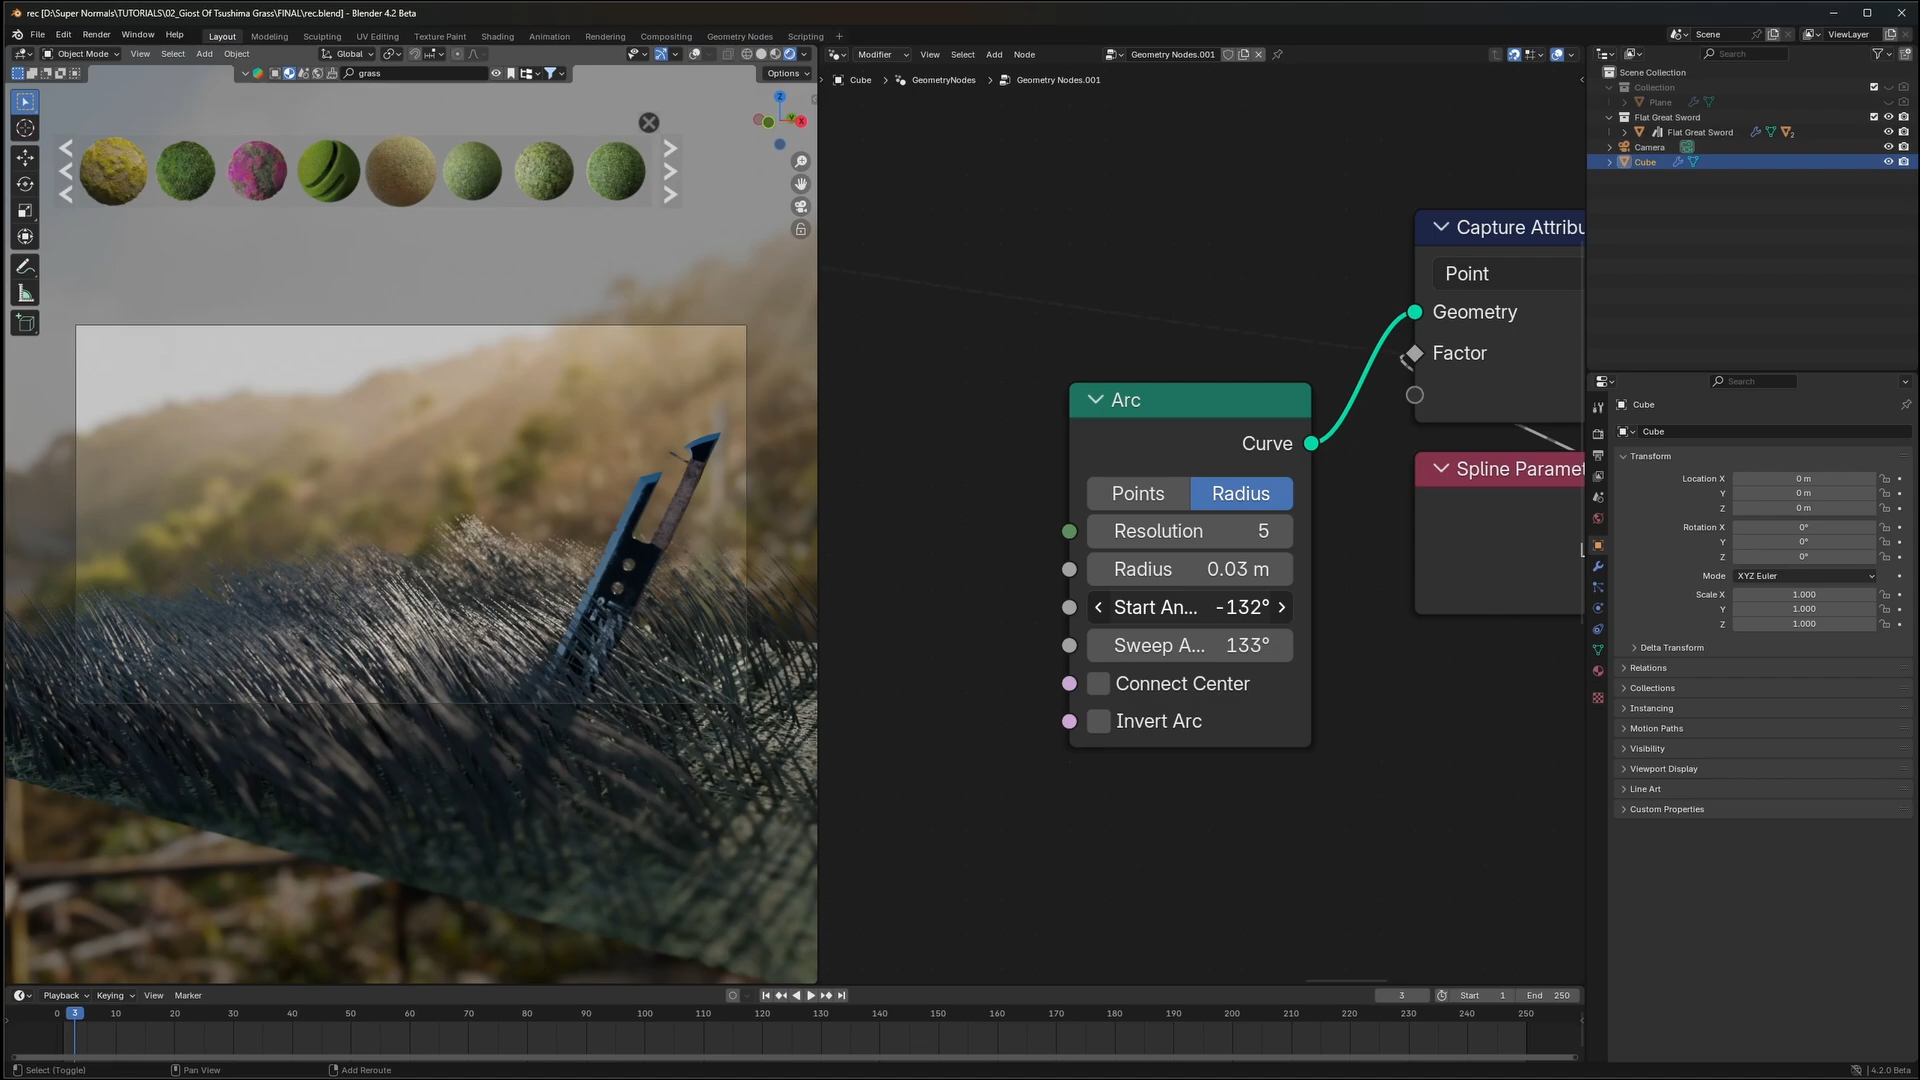 rec [D:\Super Normals\TUTORIALS\02_Giost Of Tsushima Grass\FINAL\rec.blend] - Blender 4.2 Beta
File Edit Render Window Help Layout Modeling Sculpting UV Editing Texture Paint Shading Animation Rendering Compositing Geometry Nodes Scripting + Scene ViewLayer
Object Mode View Select Add Object Global Modifier View Select Add Node Geometry Nodes.001 Search
grass Options
Cube > GeometryNodes > Geometry Nodes.001
Scene Collection
Collection
Plane
Flat Great Sword
Flat Great Sword 2
Camera
Cube
Z
Y
X
Capture Attribu
Point
Geometry
Factor
Arc
Curve
Points Radius
Resolution 5
Radius 0.03 m
Start An... -132°
Sweep A... 133°
Connect Center
Invert Arc
Spline Paramet
Search
Cube
Cube
Transform
Location X 0 m
Y 0 m
Z 0 m
Rotation X 0°
Y 0°
Z 0°
Mode XYZ Euler
Scale X 1.000
Y 1.000
Z 1.000
Delta Transform
Relations
Collections
Instancing
Motion Paths
Visibility
Viewport Display
Line Art
Custom Properties
Playback Keying View Marker 3 Start 1 End 250
0 3 10 20 30 40 50 60 70 80 90 100 110 120 130 140 150 160 170 180 190 200 210 220 230 240 250
Select (Toggle) Pan View Add Reroute 4.2.0 Beta